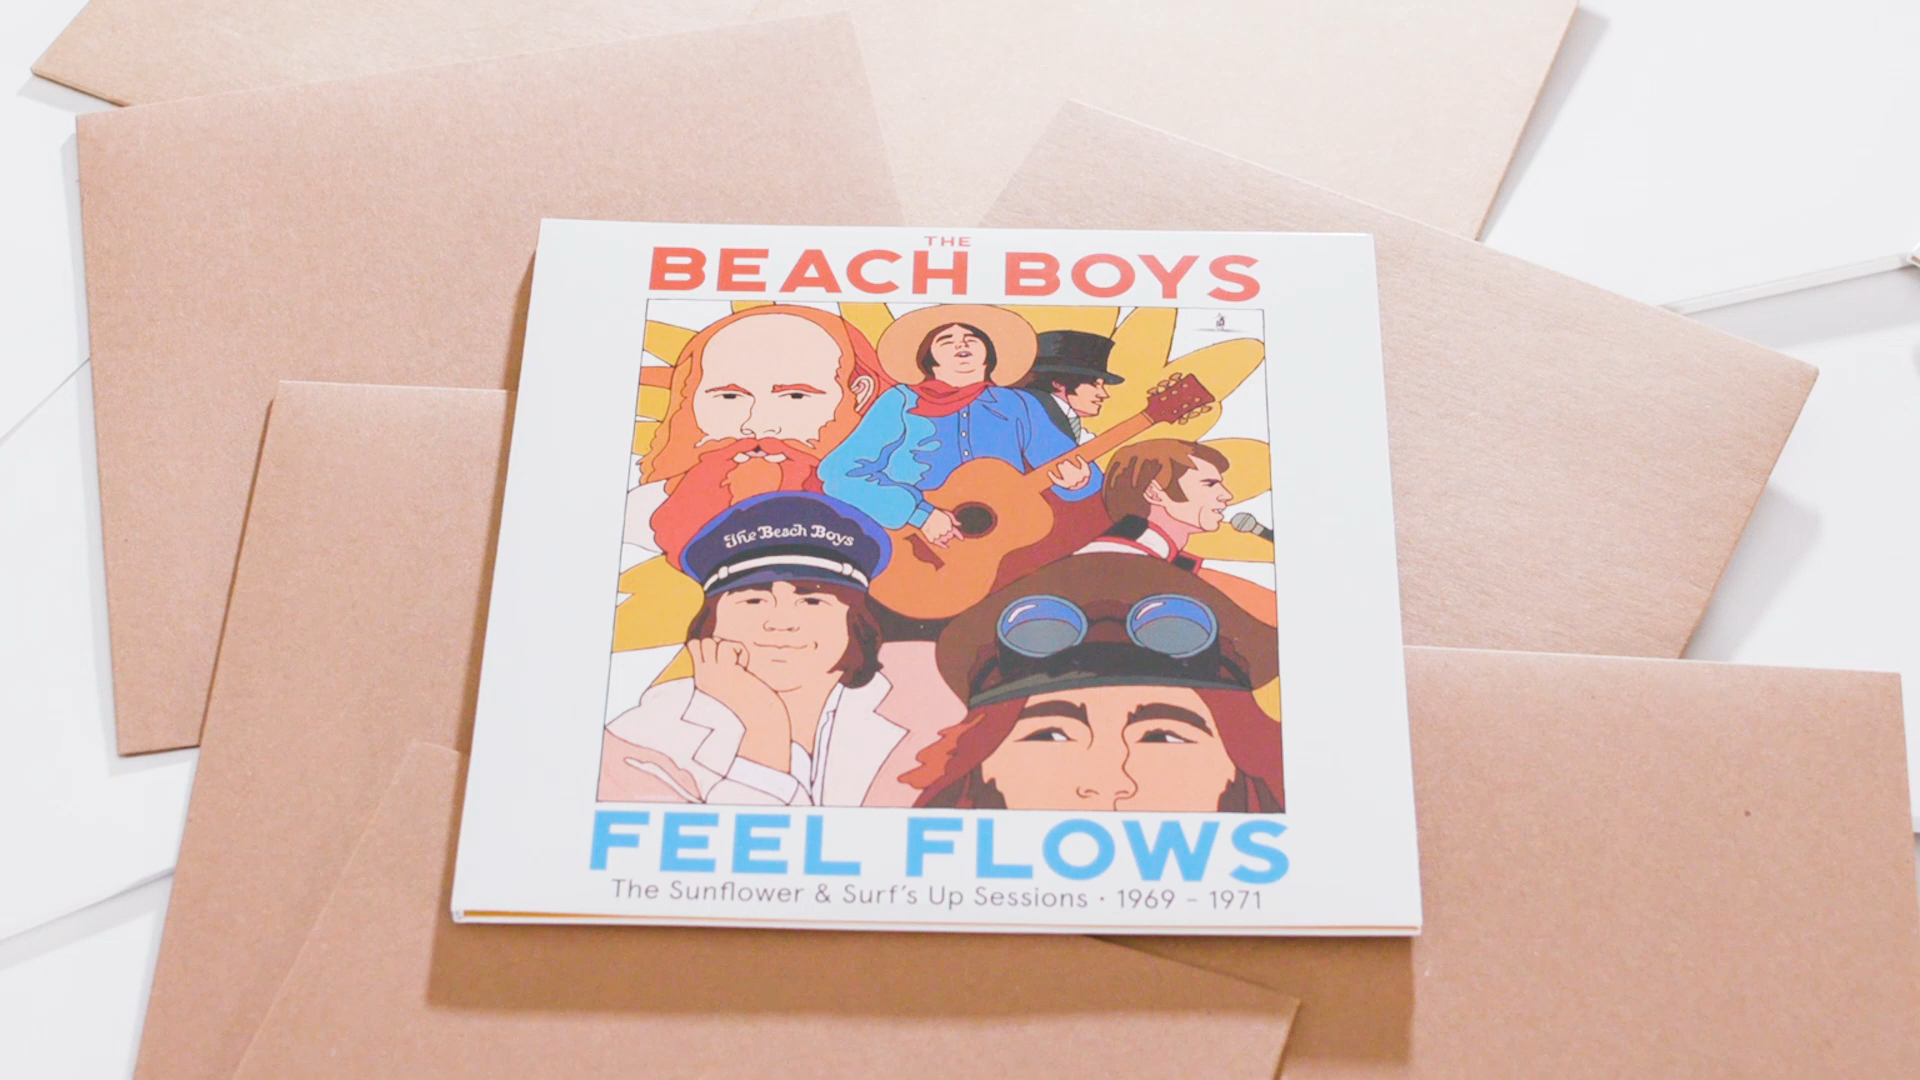 THE
BEACH BOYS
The Beach Boys
FEEL FLOWS
The Sunflower & Surf's Up Sessions · 1969 – 1971